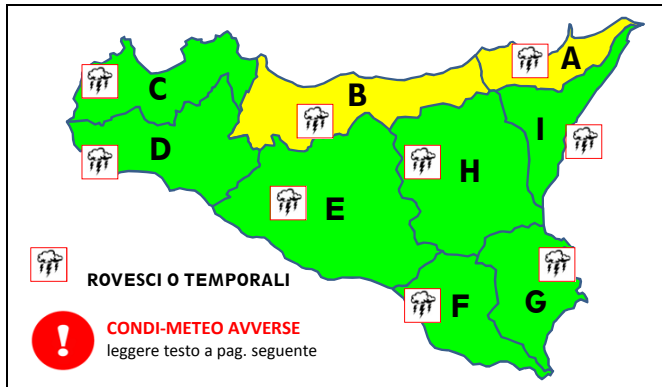 A
C
B
I
D
H
E
ROVESCI O TEMPORALI
F
G
CONDI-METEO AVVERSE
leggere testo a pag. seguente